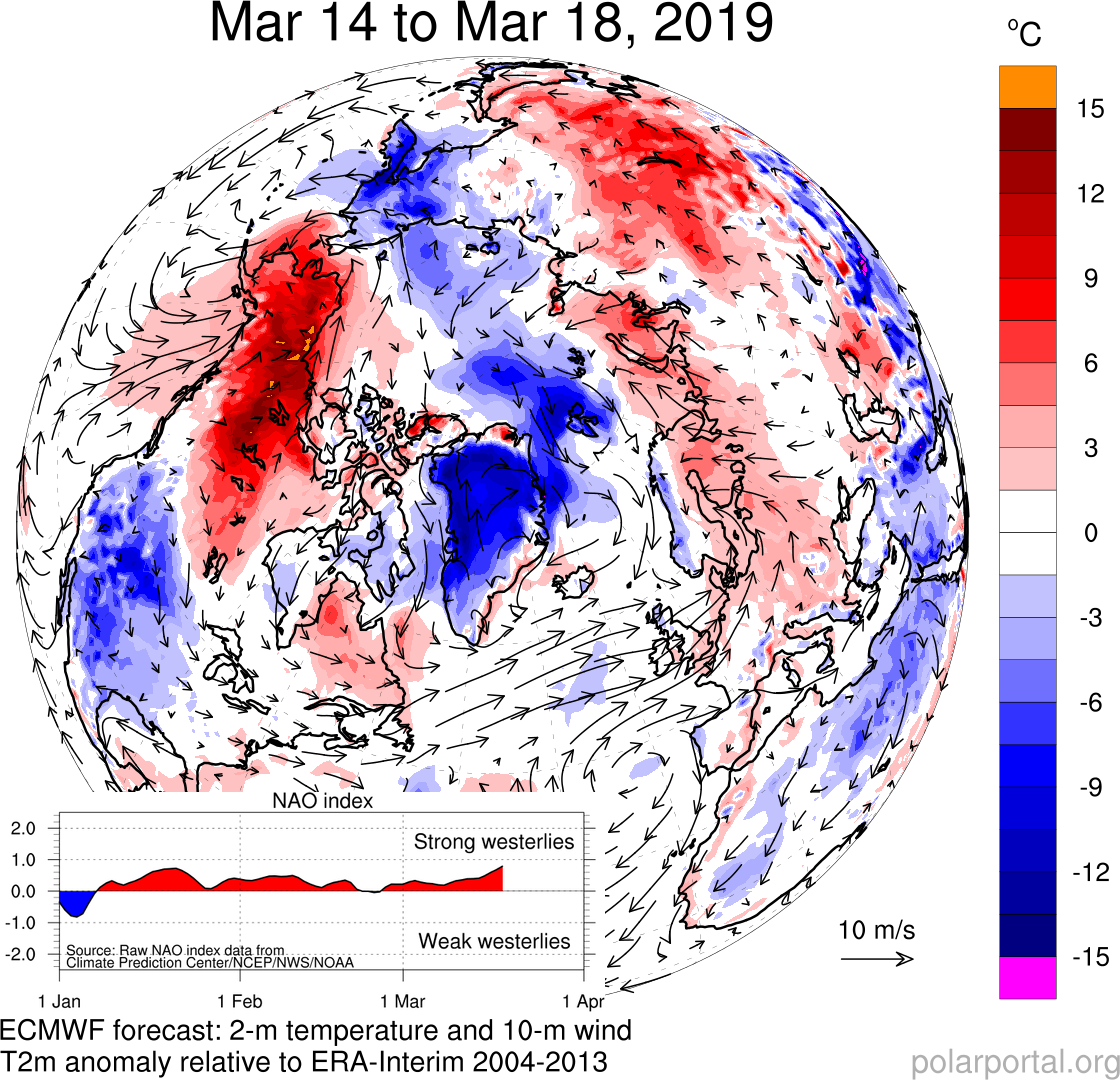 Mar 14 to Mar 18, 2019
°C
15
12
9
6
3
0
-3
-6
-9
-12
-15
10 m/s
NAO index
2.0
1.0
0.0
-1.0
-2.0
Strong westerlies
Weak westerlies
Source: Raw NAO index data from
Climate Prediction Center/NCEP/NWS/NOAA
1 Jan 1 Feb 1 Mar 1 Apr
ECMWF forecast: 2-m temperature and 10-m wind
T2m anomaly relative to ERA-Interim 2004-2013
polarportal.org